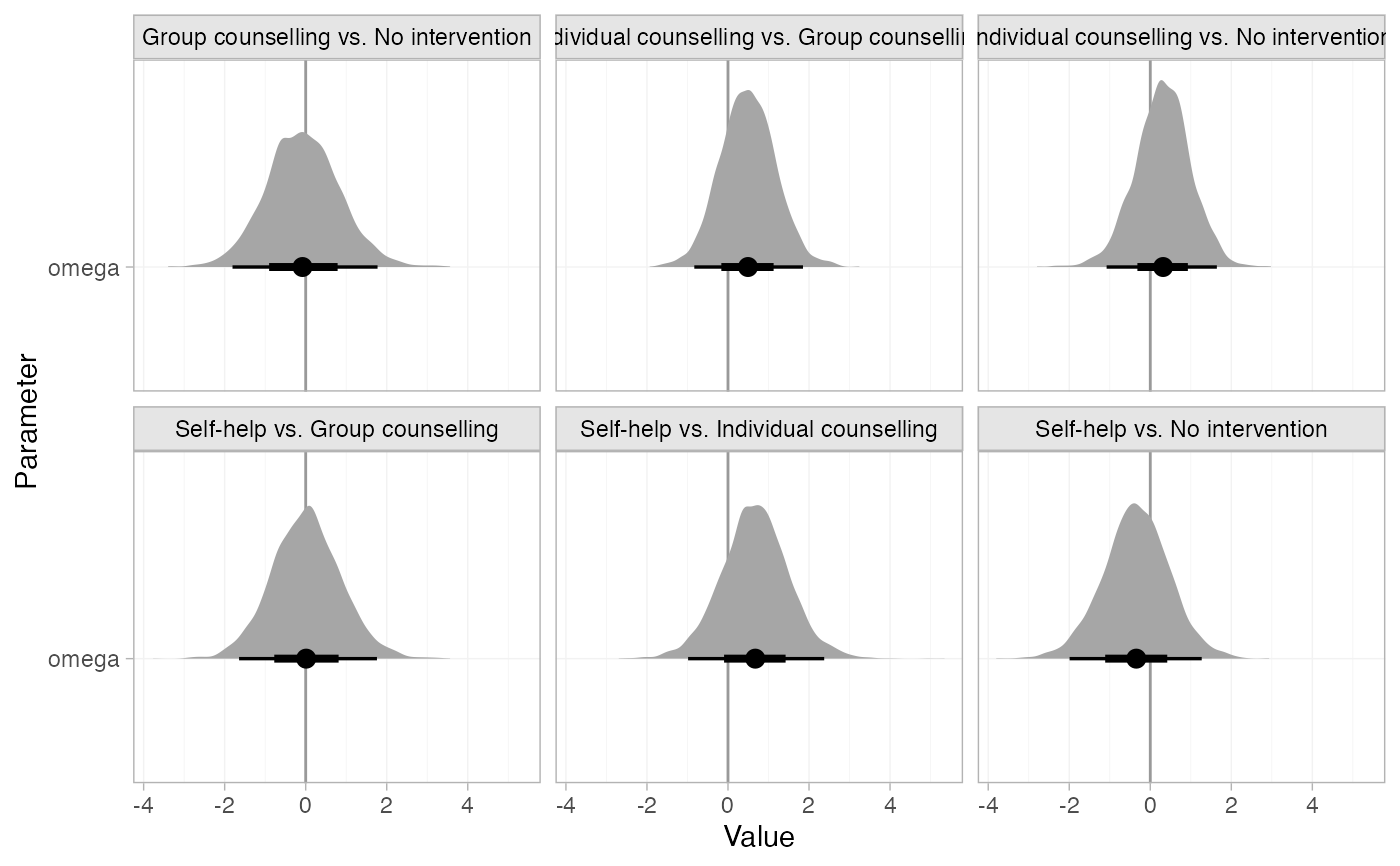 Group counselling vs. No intervention
dividual counselling vs. Group counsellin
ndividual counselling vs. No intervention
omega
Self-help vs. Group counselling
Self-help vs. Individual counselling
Self-help vs. No intervention
omega
Parameter
-4 -2 0 2 4
-4 -2 0 2 4
-4 -2 0 2 4
Value